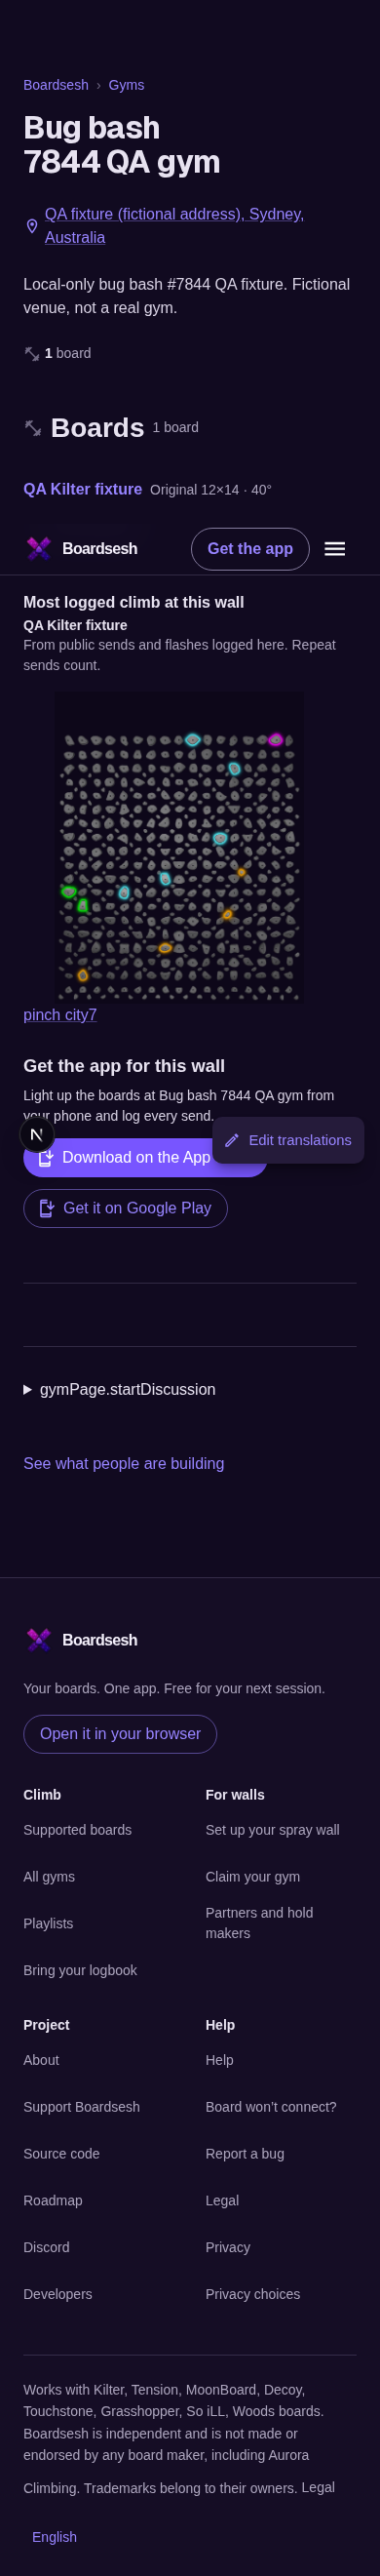 Boardsesh › Gyms
Bug bash
7844 QA gym
QA fixture (fictional address), Sydney,
Australia
Local-only bug bash #7844 QA fixture. Fictional
venue, not a real gym.
1 board
Boards 1 board
QA Kilter fixture Original 12×14 · 40°
Boardsesh Get the app
Most logged climb at this wall
QA Kilter fixture
From public sends and flashes logged here. Repeat
sends count.
pinch city7
Get the app for this wall
Light up the boards at Bug bash 7844 QA gym from
your phone and log every send.
Edit translations
Download on the App
Get it on Google Play
gymPage.startDiscussion
See what people are building
Boardsesh
Your boards. One app. Free for your next session.
Open it in your browser
Climb
Supported boards
All gyms
Playlists
Bring your logbook
For walls
Set up your spray wall
Claim your gym
Partners and hold
makers
Project
About
Support Boardsesh
Source code
Roadmap
Discord
Developers
Help
Help
Board won’t connect?
Report a bug
Legal
Privacy
Privacy choices
Works with Kilter, Tension, MoonBoard, Decoy,
Touchstone, Grasshopper, So iLL, Woods boards.
Boardsesh is independent and is not made or
endorsed by any board maker, including Aurora
Climbing. Trademarks belong to their owners. Legal
English